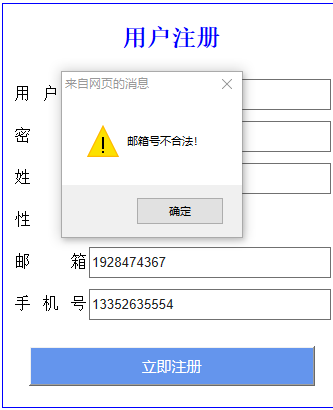 用户注册
来自网页的消息
用 户
密
邮箱号不合法!
姓
确定
性
邮 箱 1928474367
手 机 号 13352635554
立即注册